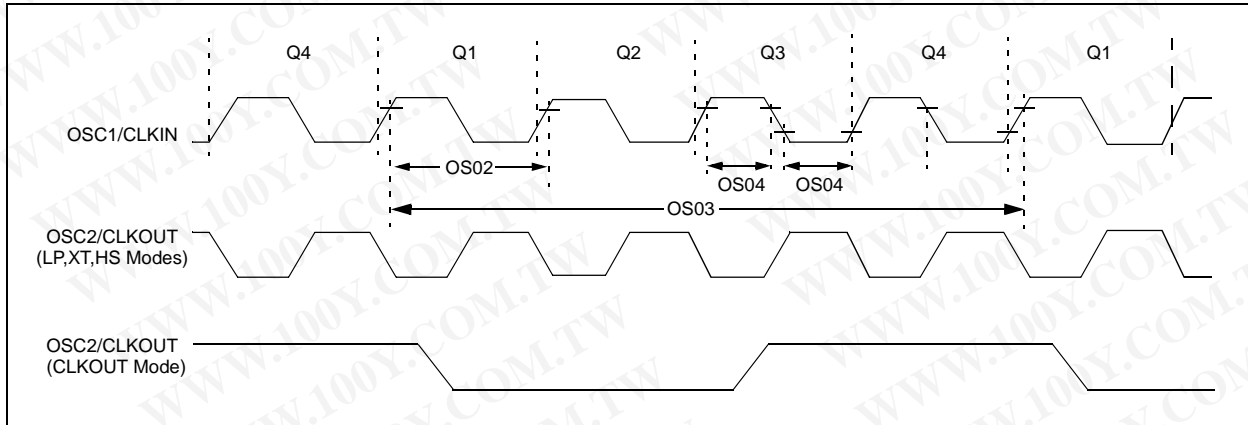 Q4 Q1 Q2 Q3 Q4 Q1
OSC1/CLKIN
OS02 OS04 OS04
OS03
OSC2/CLKOUT
(LP,XT,HS Modes)
OSC2/CLKOUT
(CLKOUT Mode)
WWW.100Y.COM.TW